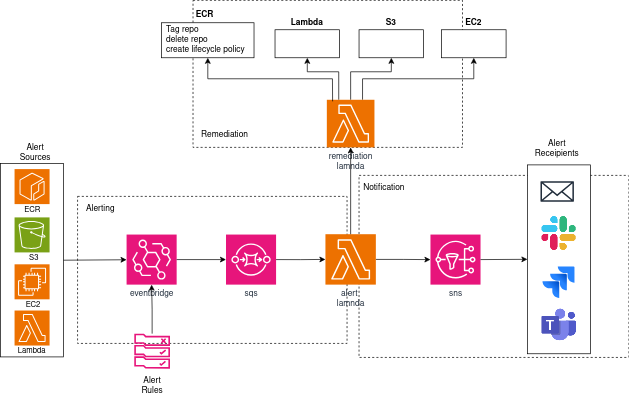 ECR
Lambda
S3
EC2
Tag repo
delete repo
create lifecycle policy
Remediation
remediation
lamnda
Alert
Sources
ECR
S3
EC2
Lambda
Alerting
eventbridge
sqs
alert
lamnda
Notification
sns
Alert
Receipients
Alert
Rules